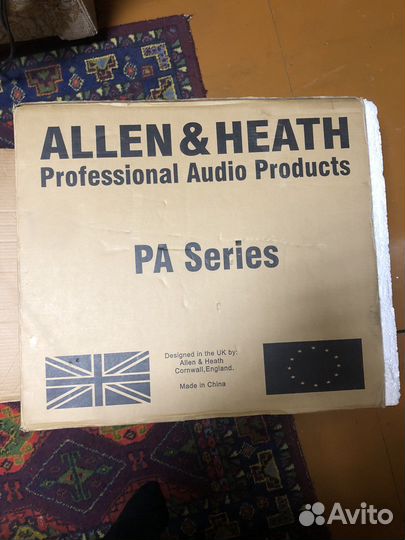 ALLEN & HEATH
Professional Audio Products
PA Series
Designed in the UK by:
Allen & Heath
Cornwall,England.
Made in China
Avito